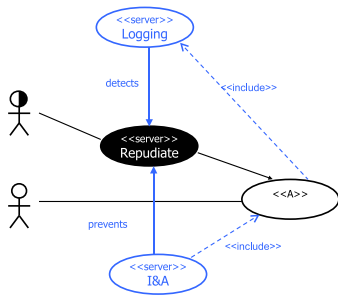 <<server>>
Logging
detects
<<include>>
<<server>>
Repudiate
<<A>>
prevents
<<include>>
<<server>>
I&A